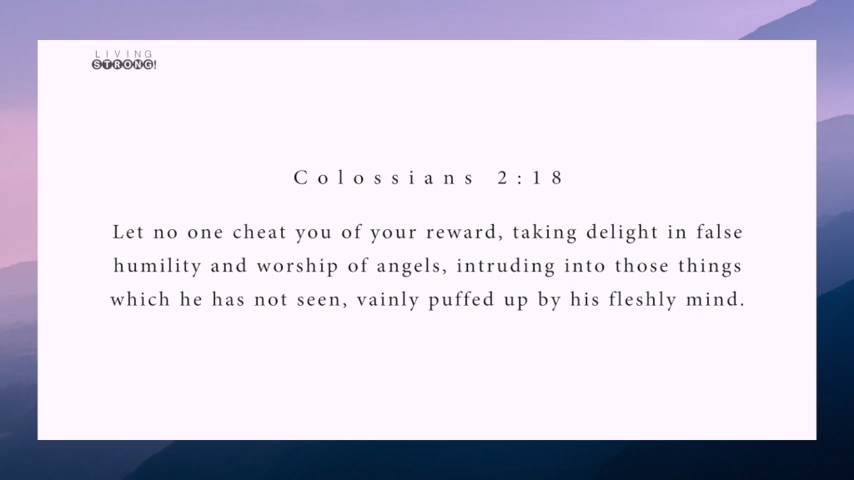 LIVING
STRONG!
Colossians 2:18
Let no one cheat you of your reward, taking delight in false
humility and worship of angels, intruding into those things
which he has not seen, vainly puffed up by his fleshly mind.